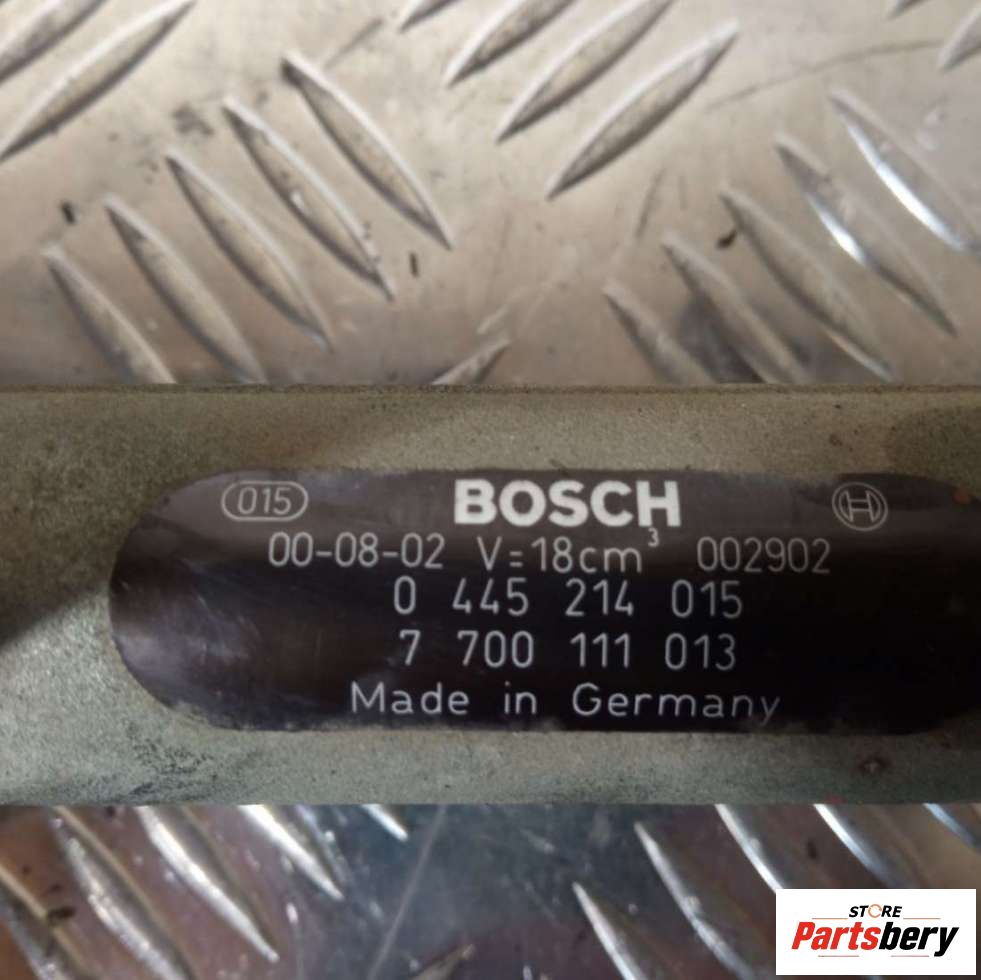 015 BOSCH
00-08-02 V=18cm³ 002902
0 445 214 015
7 700 111 013
Made in Germany
STORE
Partsbery